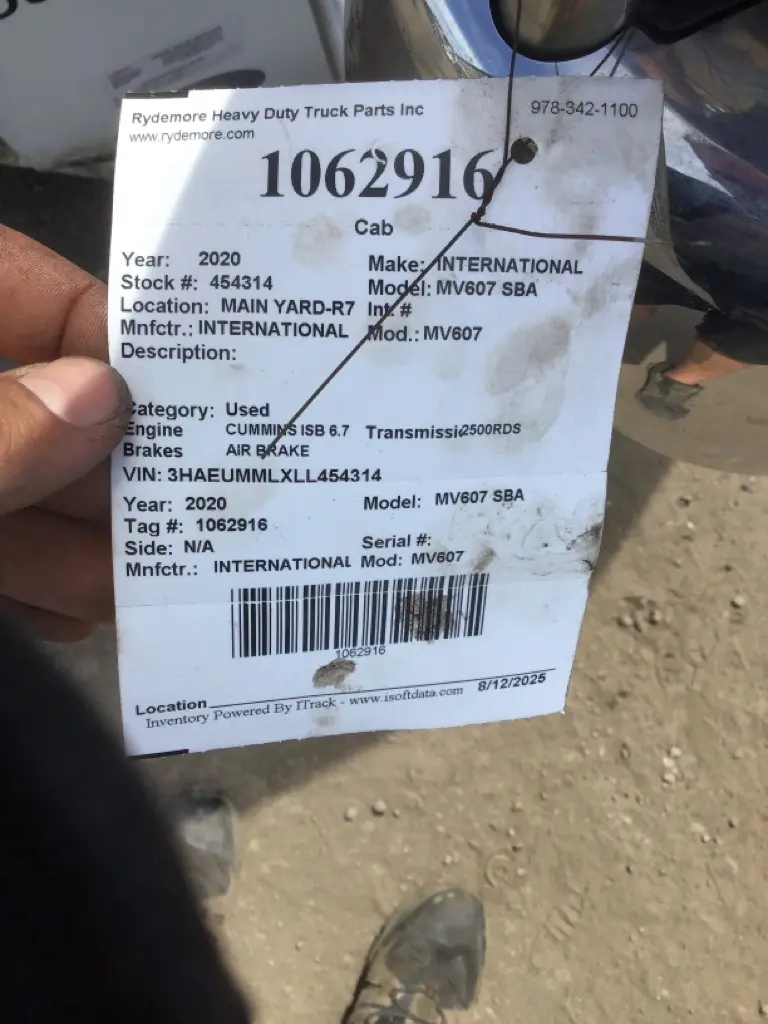 Rydemore Heavy Duty Truck Parts Inc 978-342-1100
www.rydemore.com
1062916
Cab
Year: 2020 Make: INTERNATIONAL
Stock #: 454314 Model: MV607 SBA
Location: MAIN YARD-R7 Int. #
Mnfctr.: INTERNATIONAL Mod.: MV607
Description:
Category: Used
Engine CUMMINS ISB 6.7 Transmissi 2500RDS
Brakes AIR BRAKE
VIN: 3HAEUMMLXLL454314
Year: 2020 Model: MV607 SBA
Tag #: 1062916
Side: N/A Serial #:
Mnfctr.: INTERNATIONAL Mod: MV607
1062916
Location 8/12/2025
Inventory Powered By ITrack - www.isoftdata.com